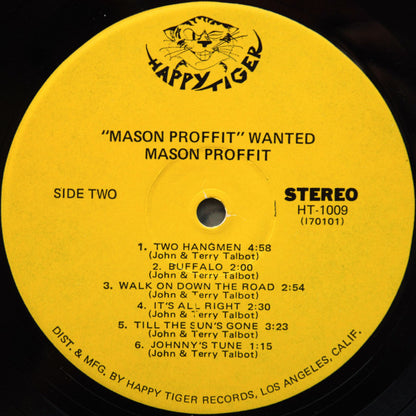 HAPPY TIGER
"MASON PROFFIT" WANTED
MASON PROFFIT
SIDE TWO
STEREO
HT-1009
(170101)
1. TWO HANGMEN 4:58
(John & Terry Talbot)
2. BUFFALO 2:00
(John & Terry Talbot)
3. WALK ON DOWN THE ROAD 2:54
(John & Terry Talbot)
4. IT'S ALL RIGHT 2:30
(John & Terry Talbot)
5. TILL THE SUN'S GONE 3:23
(John & Terry Talbot)
6. JOHNNY'S TUNE 1:15
(John & Terry Talbot)
DIST. & MFG. BY HAPPY TIGER RECORDS, LOS ANGELES, CALIF.